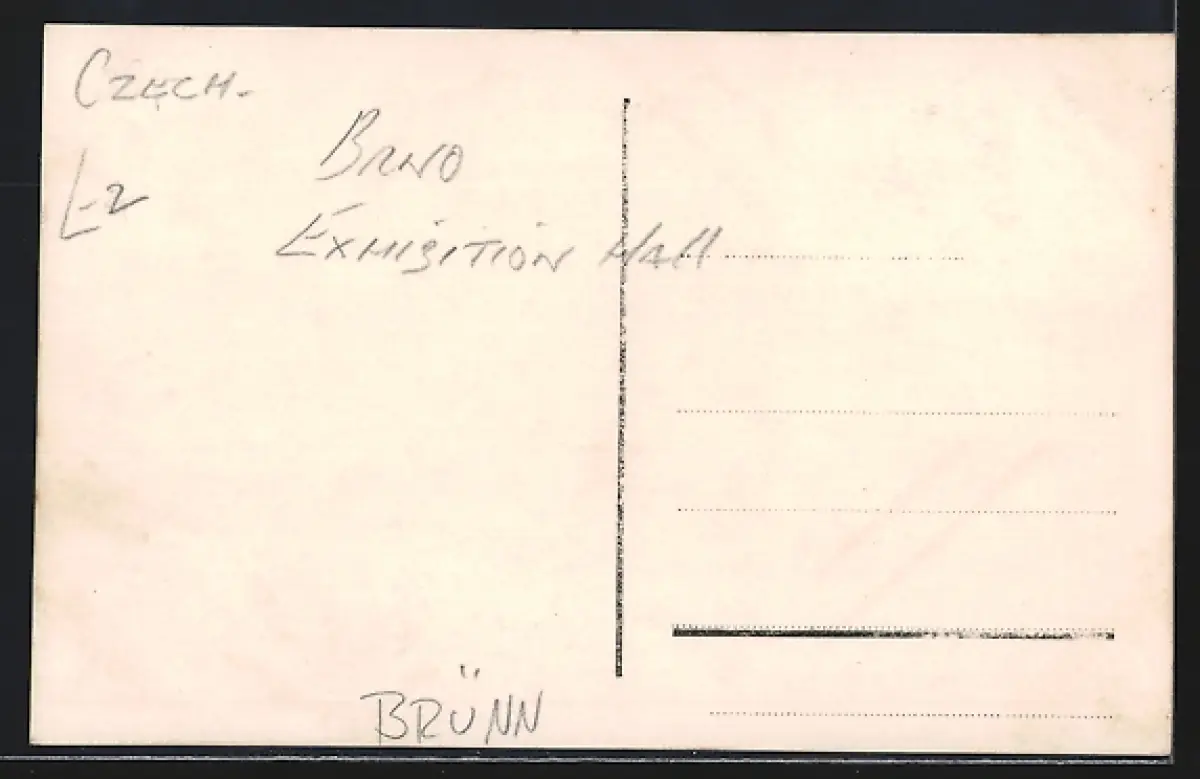 CZECH.
BRNO
£2
EXHIBITION HAll
BRÜNN